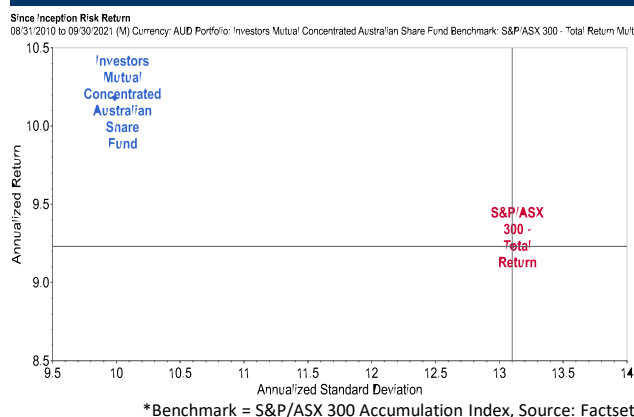 Since Inception Risk Return
08/31/2010 to 09/30/2021 (M) Currency: AUD Portfolio: Investors Mutual Concentrated Australian Share Fund Benchmark: S&P/ASX 300 - Total Return Mult
10.5
Investors
Mutual
Concentrated
Australian
Share
Fund
10.0
Annualized Return
9.5
S&P/ASX
300 -
Total
Return
9.0
8.5
9.5 10 10.5 11 11.5 12 12.5 13 13.5 14
Annualized Standard Deviation
*Benchmark = S&P/ASX 300 Accumulation Index, Source: Factset